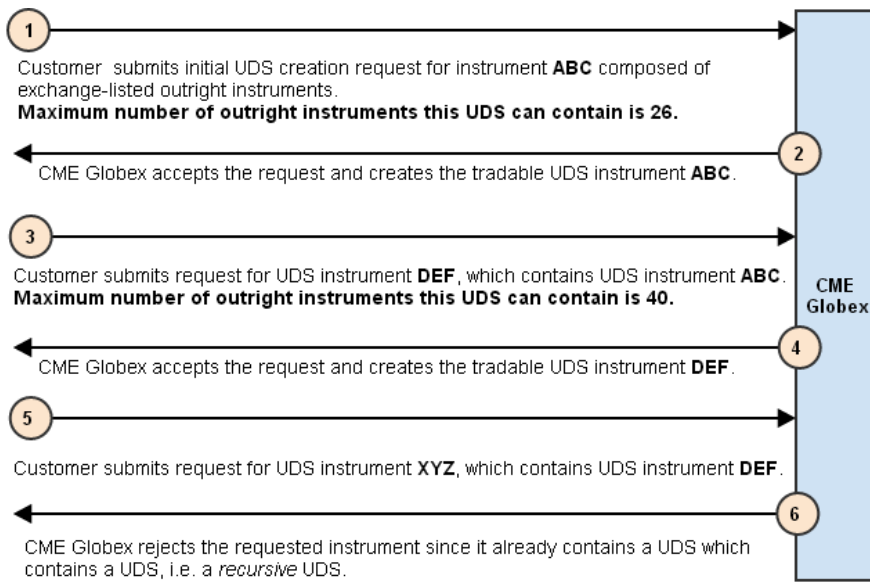 1
Customer submits initial UDS creation request for instrument ABC composed of
exchange-listed outright instruments.
Maximum number of outright instruments this UDS can contain is 26.
2
CME Globex accepts the request and creates the tradable UDS instrument ABC.
3
Customer submits request for UDS instrument DEF, which contains UDS instrument ABC.
Maximum number of outright instruments this UDS can contain is 40.
CME
Globex
4
CME Globex accepts the request and creates the tradable UDS instrument DEF.
5
Customer submits request for UDS instrument XYZ, which contains UDS instrument DEF.
6
CME Globex rejects the requested instrument since it already contains a UDS which
contains a UDS, i.e. a recursive UDS.